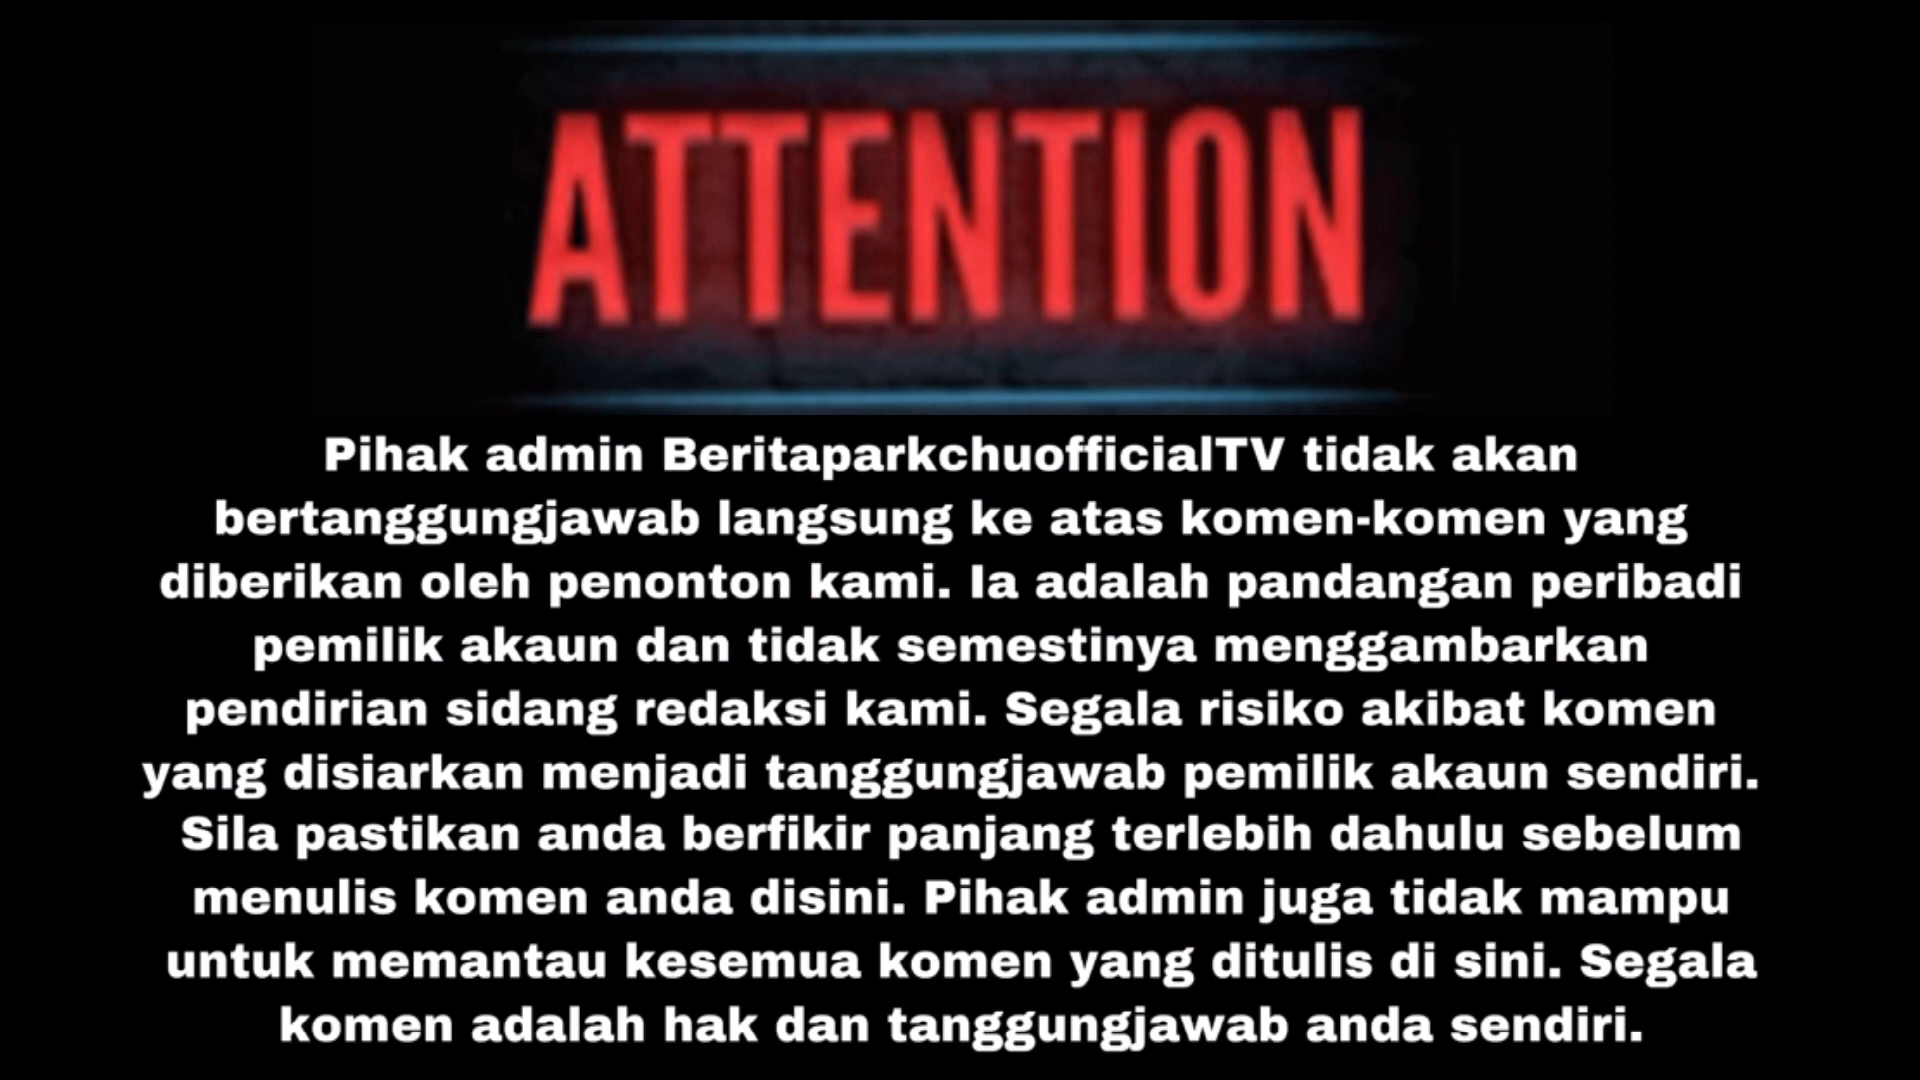 ATTENTION
Pihak admin BeritaparkchuofficialTV tidak akan
bertanggungjawab langsung ke atas komen-komen yang
diberikan oleh penonton kami. Ia adalah pandangan peribadi
pemilik akaun dan tidak semestinya menggambarkan
pendirian sidang redaksi kami. Segala risiko akibat komen
yang disiarkan menjadi tanggungjawab pemilik akaun sendiri.
Sila pastikan anda berfikir panjang terlebih dahulu sebelum
menulis komen anda disini. Pihak admin juga tidak mampu
untuk memantau kesemua komen yang ditulis di sini. Segala
komen adalah hak dan tanggungjawab anda sendiri.